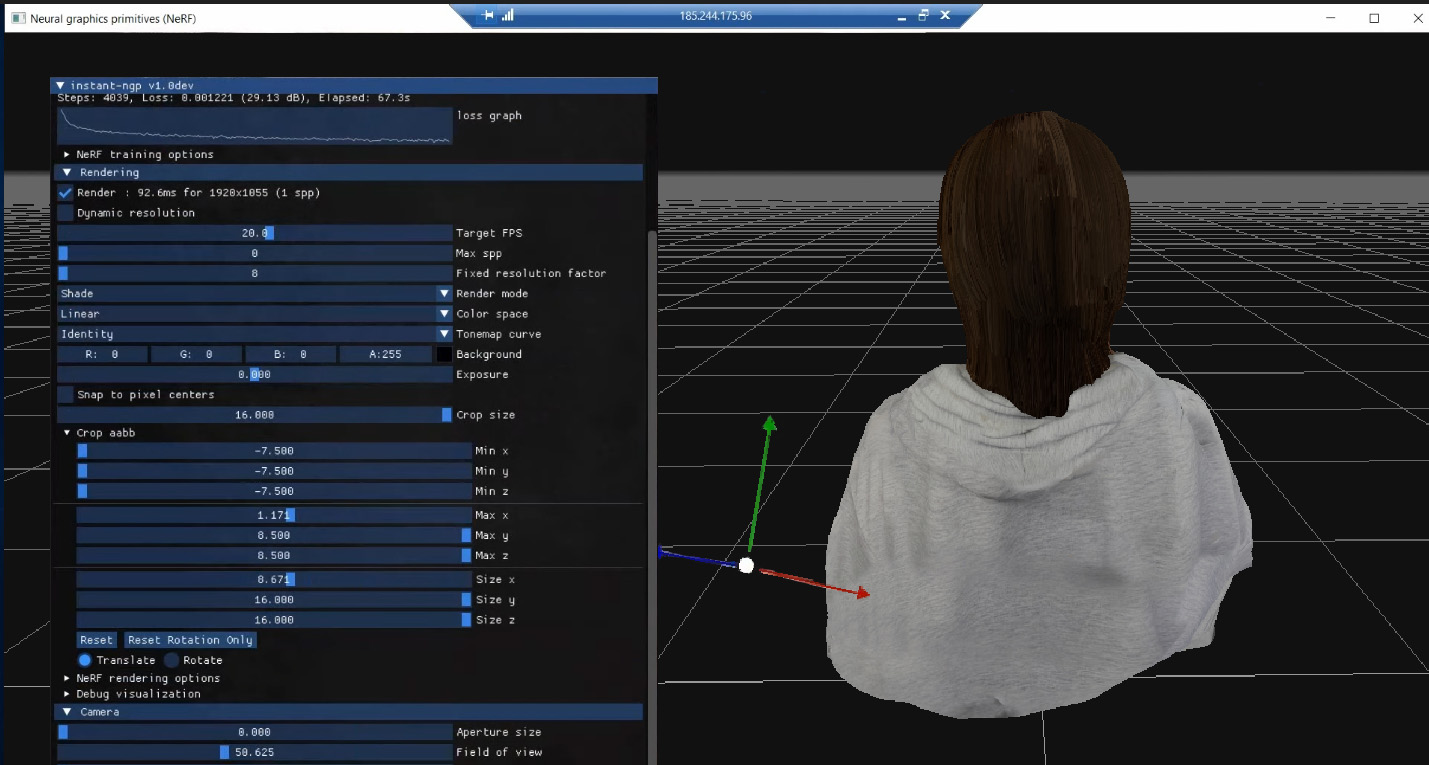 Neural graphics primitives (NeRF)
185.244.175.96
instant-ngp v1.0dev
Steps: 4039, Loss: 0.001221 (29.13 dB), Elapsed: 67.3s
loss graph
NeRF training options
Rendering
Render : 92.6ms for 1920x1055 (1 spp)
Dynamic resolution
20.0 Target FPS
0 Max spp
8 Fixed resolution factor
Shade Render mode
Linear Color space
Identity Tonemap curve
R: 0 G: 0 B: 0 A:255 Background
0.000 Exposure
Snap to pixel centers
16.000 Crop size
Crop aabb
-7.500 Min x
-7.500 Min y
-7.500 Min z
1.171 Max x
8.500 Max y
8.500 Max z
8.671 Size x
16.000 Size y
16.000 Size z
Reset Reset Rotation Only
Translate Rotate
NeRF rendering options
Debug visualization
Camera
0.000 Aperture size
50.625 Field of view